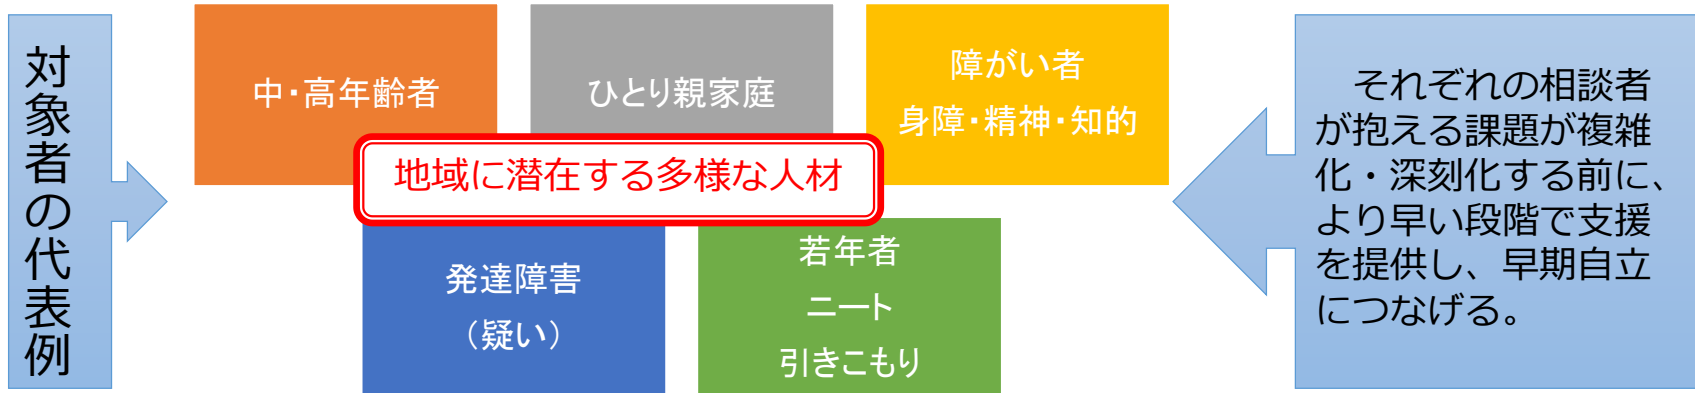 対象者の代表例
中・高年齢者
ひとり親家庭
障がい者
身障・精神・知的
地域に潜在する多様な人材
発達障害
（疑い）
若年者
ニート
引きこもり
それぞれの相談者
が抱える課題が複雑
化・深刻化する前に、
より早い段階で支援
を提供し、早期自立
につなげる。